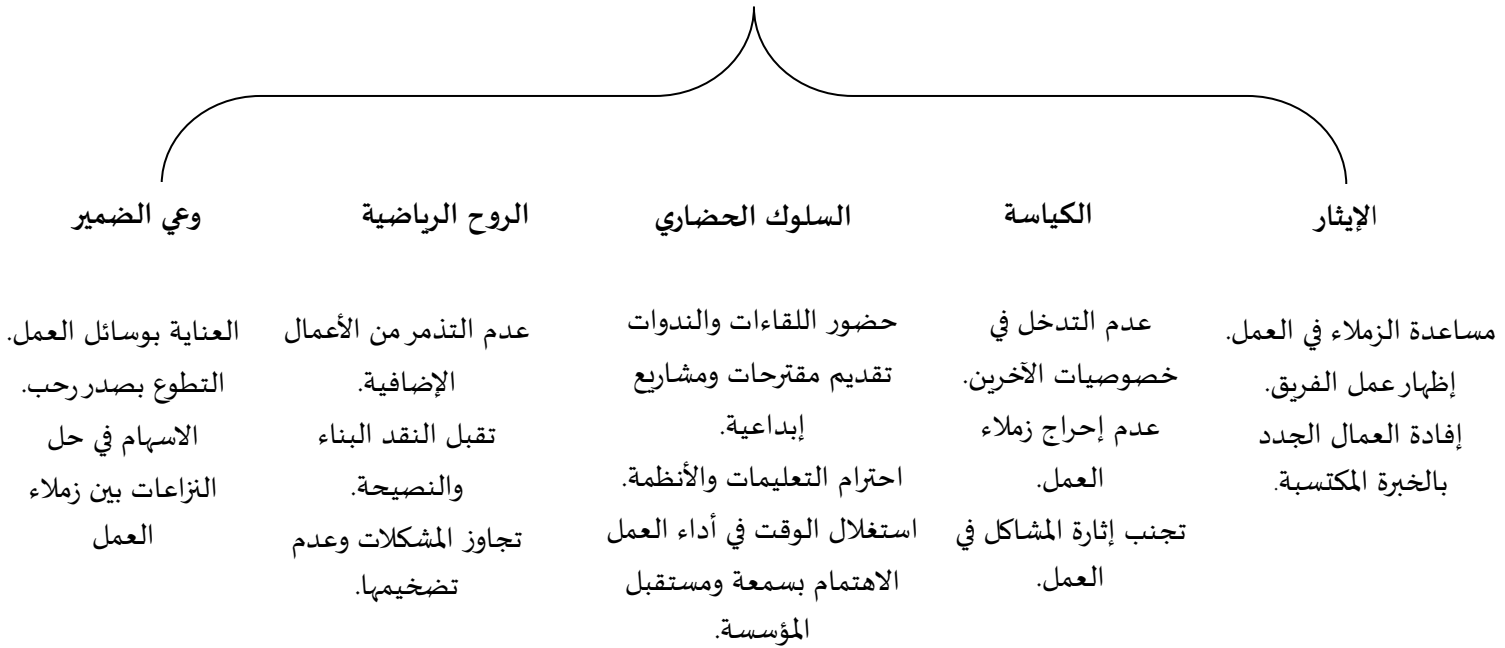 الإيثار
مساعدة الزملاء في العمل.
إظهار عمل الفريق.
إفادة العمال الجدد
بالخبرة المكتسبة.
الكياسة
عدم التدخل في
خصوصيات الآخرين.
عدم إحراج زملاء
العمل.
تجنب إثارة المشاكل في
العمل.
السلوك الحضاري
حضور اللقاءات والندوات
تقديم مقترحات ومشاريع
إبداعية.
احترام التعليمات والأنظمة.
استغلال الوقت في أداء العمل
الاهتمام بسمعة ومستقبل
المؤسسة.
الروح الرياضية
عدم التذمر من الأعمال
الإضافية.
تقبل النقد البناء
والنصيحة.
تجاوز المشكلات وعدم
تضخيمها.
وعي الضمير
العناية بوسائل العمل.
التطوع بصدر رحب.
الاسهام في حل
النزاعات بين زملاء
العمل